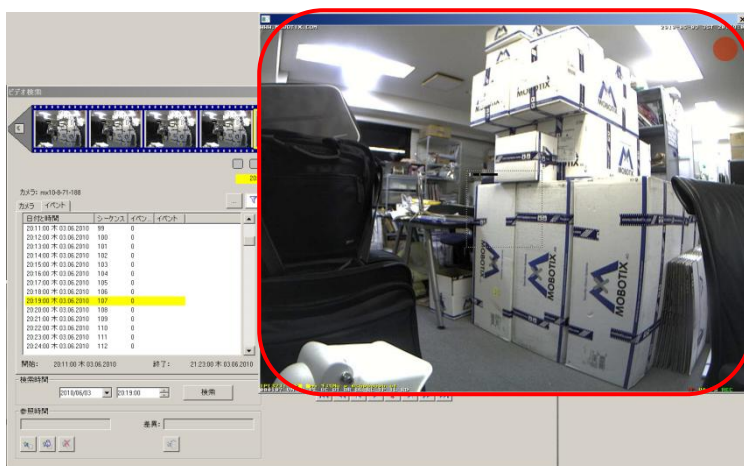 WWW.MOBOTIX.COM
ビデオ検索
カメラ: mx10-8-71-188
カメラ イベント
日付と時間 シーケンス イベン... イベント
20:11:00 木 03.06.2010 99 0
20:12:00 木 03.06.2010 100 0
20:13:00 木 03.06.2010 101 0
20:14:00 木 03.06.2010 102 0
20:15:00 木 03.06.2010 103 0
20:16:00 木 03.06.2010 104 0
20:17:00 木 03.06.2010 105 0
20:18:00 木 03.06.2010 106 0
20:19:00 木 03.06.2010 107 0
20:20:00 木 03.06.2010 108 0
20:21:00 木 03.06.2010 109 0
20:22:00 木 03.06.2010 110 0
20:23:00 木 03.06.2010 111 0
20:24:00 木 03.06.2010 112 0
開始: 20:11:00 木 03.06.2010 終了: 21:23:00 木 03.06.2010
検索時間
2010/06/03 20:19:00 検索
参照時間
差異:
MOBOTIX
MOBOTIX
MOBOTIX
MOBOTIX